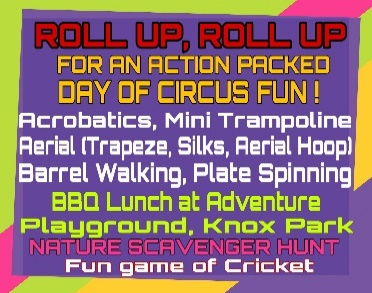 ROLL UP, ROLL UP
FOR AN ACTION PACKED
DAY OF CIRCUS FUN !
Acrobatics, Mini Trampoline
Aerial (Trapeze, Silks, Aerial Hoop)
Barrel Walking, Plate Spinning
BBQ Lunch at Adventure
Playground, Knox Park
NATURE SCAVENGER HUNT
Fun game of Cricket